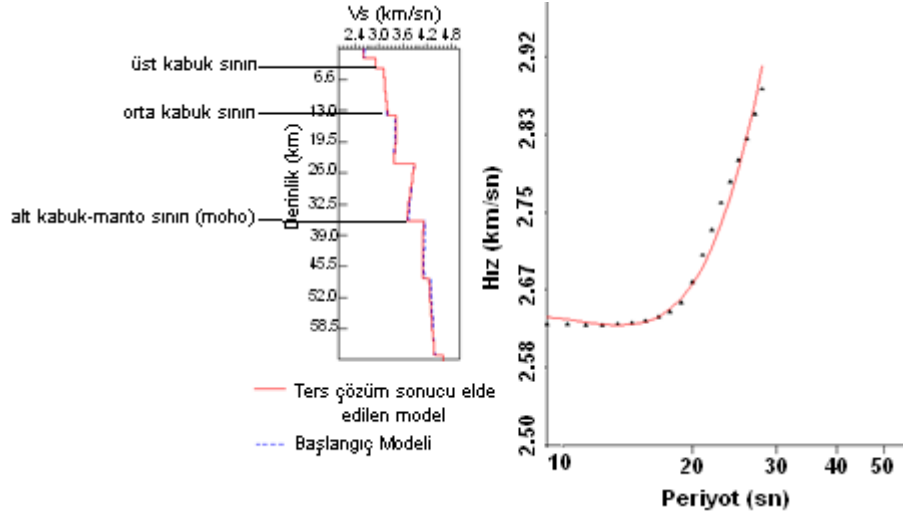 Vs (km/sn)
2.4 3.0 3.6 4.2 4.8
üst kabuk sınırı
orta kabuk sınırı
alt kabuk-manto sınırı (moho)
Derinlik (km)
6.5
13.0
19.5
26.0
32.5
39.0
45.5
52.0
58.5
Ters çözüm sonucu elde
edilen model
Başlangıç Modeli
Hız (km/sn)
2.92
2.83
2.75
2.67
2.58
2.50
10 20 30 40 50
Periyot (sn)